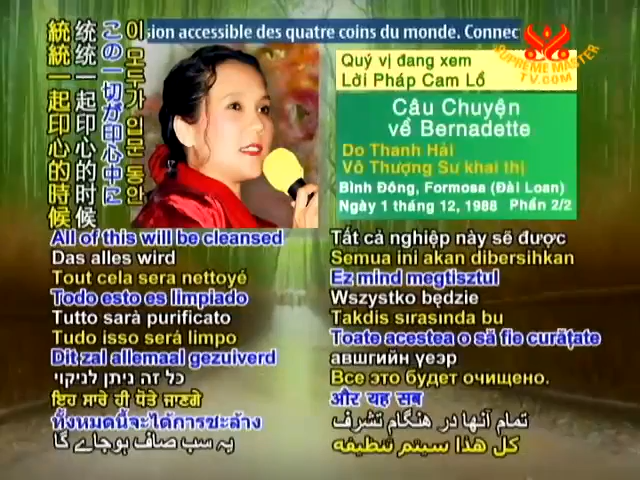 sion accessible des quatre coins du monde. Connec
SUPREME MASTER
TV.COM
統統一起印心的時候
统统一起印心的时候
この一切が印心中に
이 모두가 입문 동안
Quý vị đang xem
Lời Pháp Cam Lồ
Câu Chuyện
về Bernadette
Do Thanh Hải
Vô Thượng Sư khai thị
Bình Đông, Formosa (Đài Loan)
Ngày 1 tháng 12, 1988 Phần 2/2
All of this will be cleansed
Das alles wird
Tout cela sera nettoyé
Todo esto es limpiado
Tutto sarà purificato
Tudo isso será limpo
Dit zal allemaal gezuiverd
כל זה ניתן לניקוי
ਇਹ ਸਾਰੇ ਹੀ ਧੋਤੇ ਜਾਣਗੇ
ทั้งหมดนี้จะได้การชะล้าง
یہ سب صاف ہوجاے گا
Tất cả nghiệp này sẽ được
Semua ini akan dibersihkan
Ez mind megtisztul
Wszystko będzie
Takdis sırasında bu
Toate acestea o să fie curăţate
авшгийн үеэр
Все это будет очищено.
और यह सब
تمام آنها در هنگام تشرف
كل هذا سيتم تنظيفه